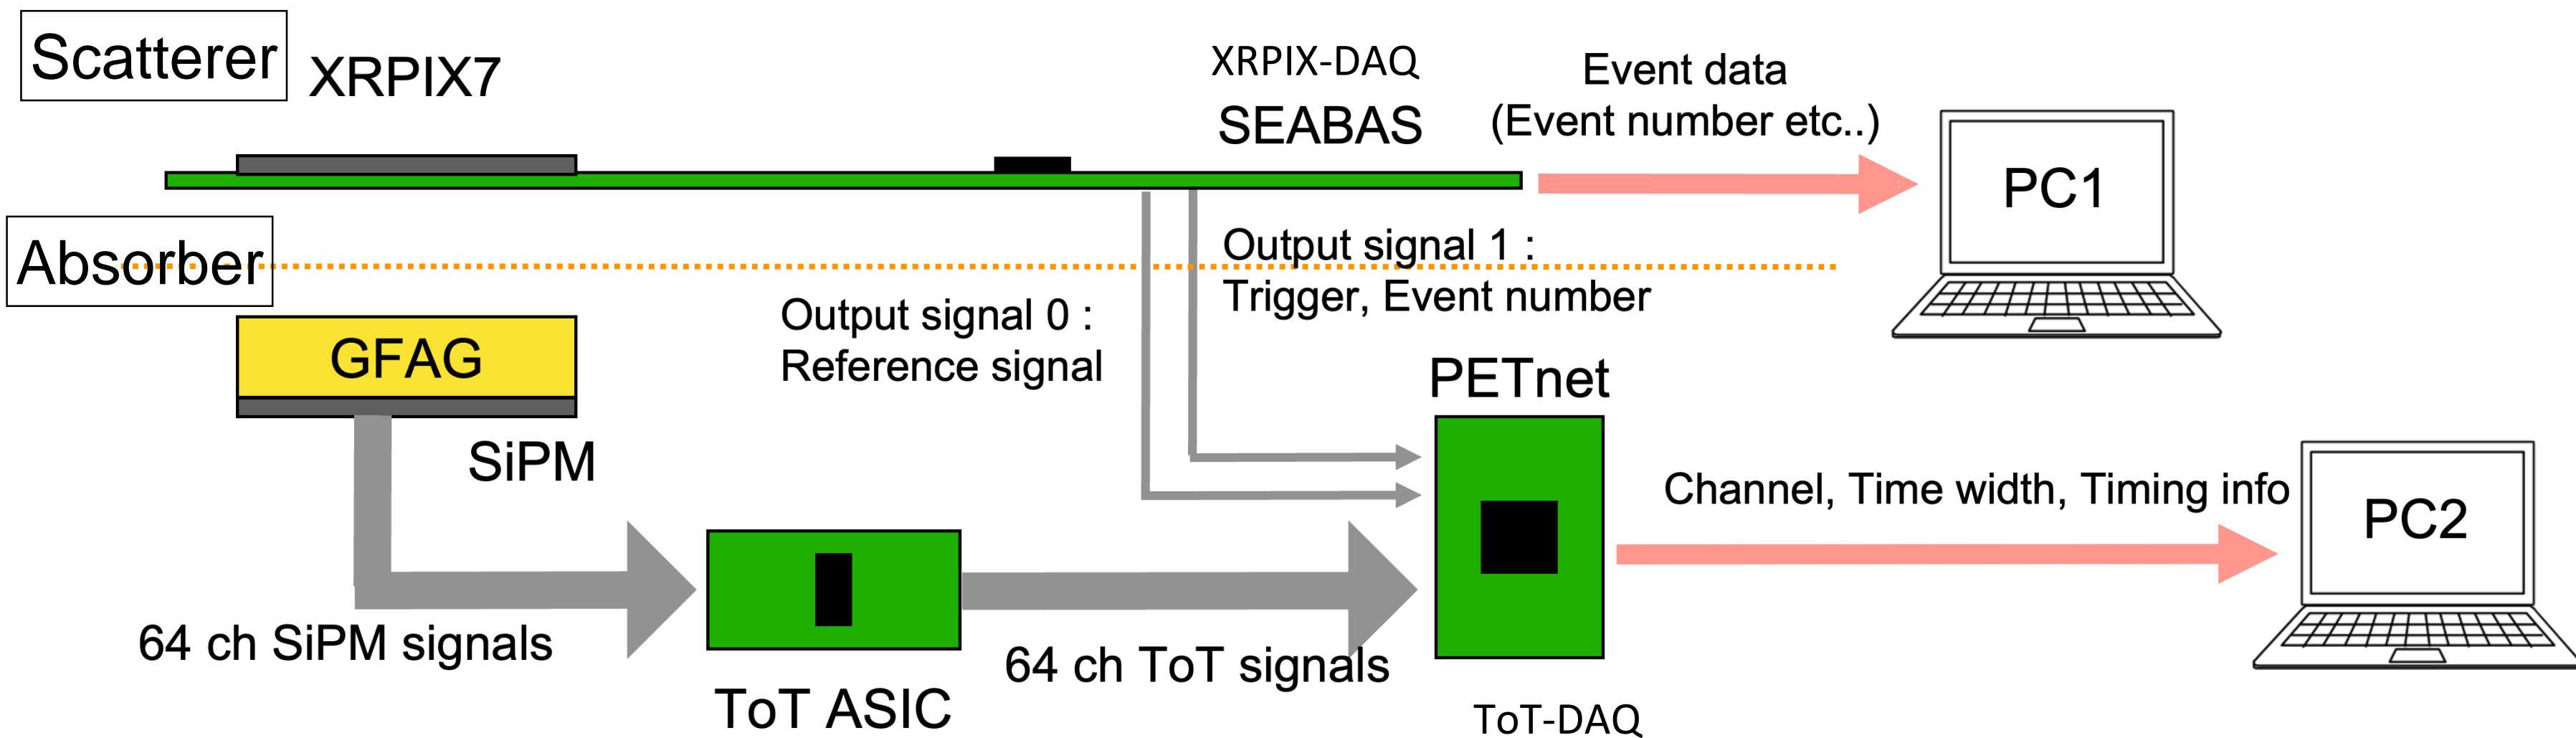 Scatterer
XRPIX7
XRPIX-DAQ
SEABAS
Event data
(Event number etc..)
PC1
Absorber
Output signal 1 :
Trigger, Event number
Output signal 0 :
Reference signal
GFAG
SiPM
PETnet
Channel, Time width, Timing info
PC2
64 ch SiPM signals
64 ch ToT signals
ToT ASIC
ToT-DAQ